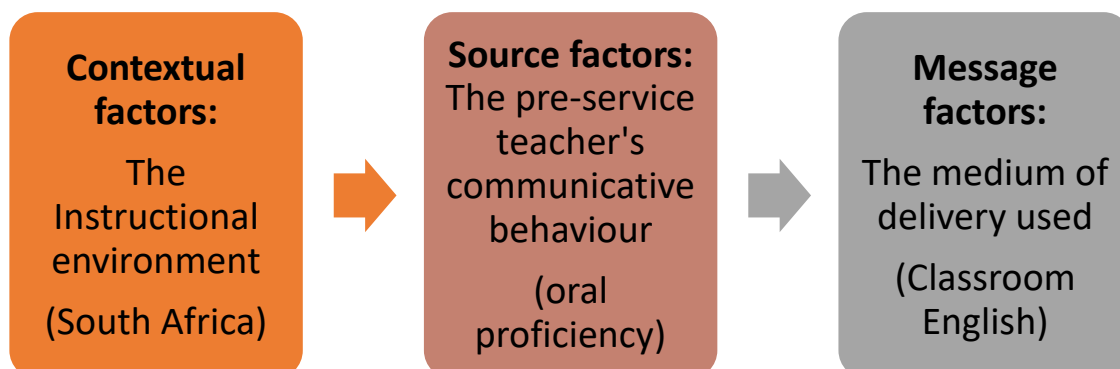 Contextual
factors:
The
Instructional
environment
(South Africa)
Source factors:
The pre-service
teacher's
communicative
behaviour
(oral
proficiency)
Message
factors:
The medium of
delivery used
(Classroom
English)